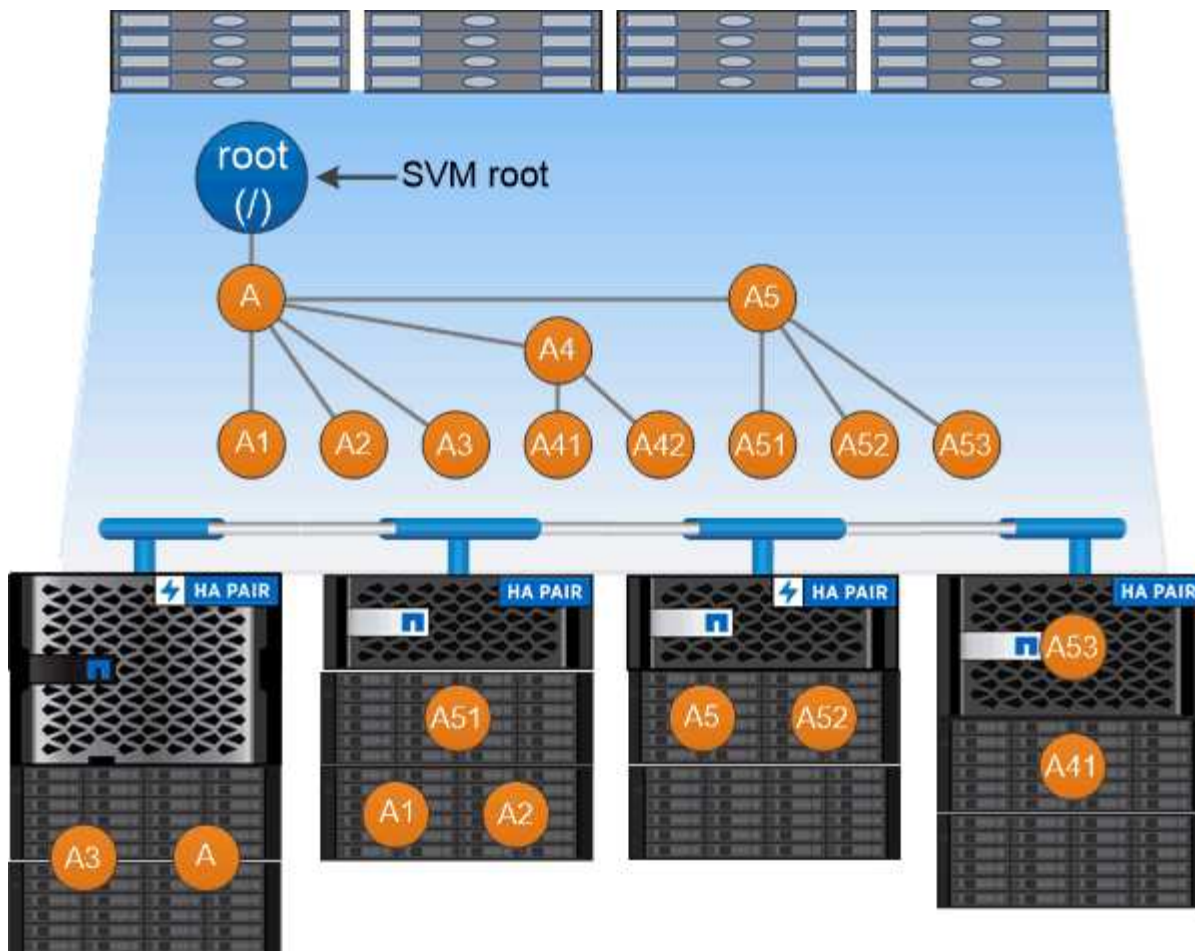 root
(/)
SVM root
A
A5
A4
A1
A2
A3
A41
A42
A51
A52
A53
HA PAIR
HA PAIR
HA PAIR
HA PAIR
A53
A51
A5
A52
A41
A1
A2
A3
A